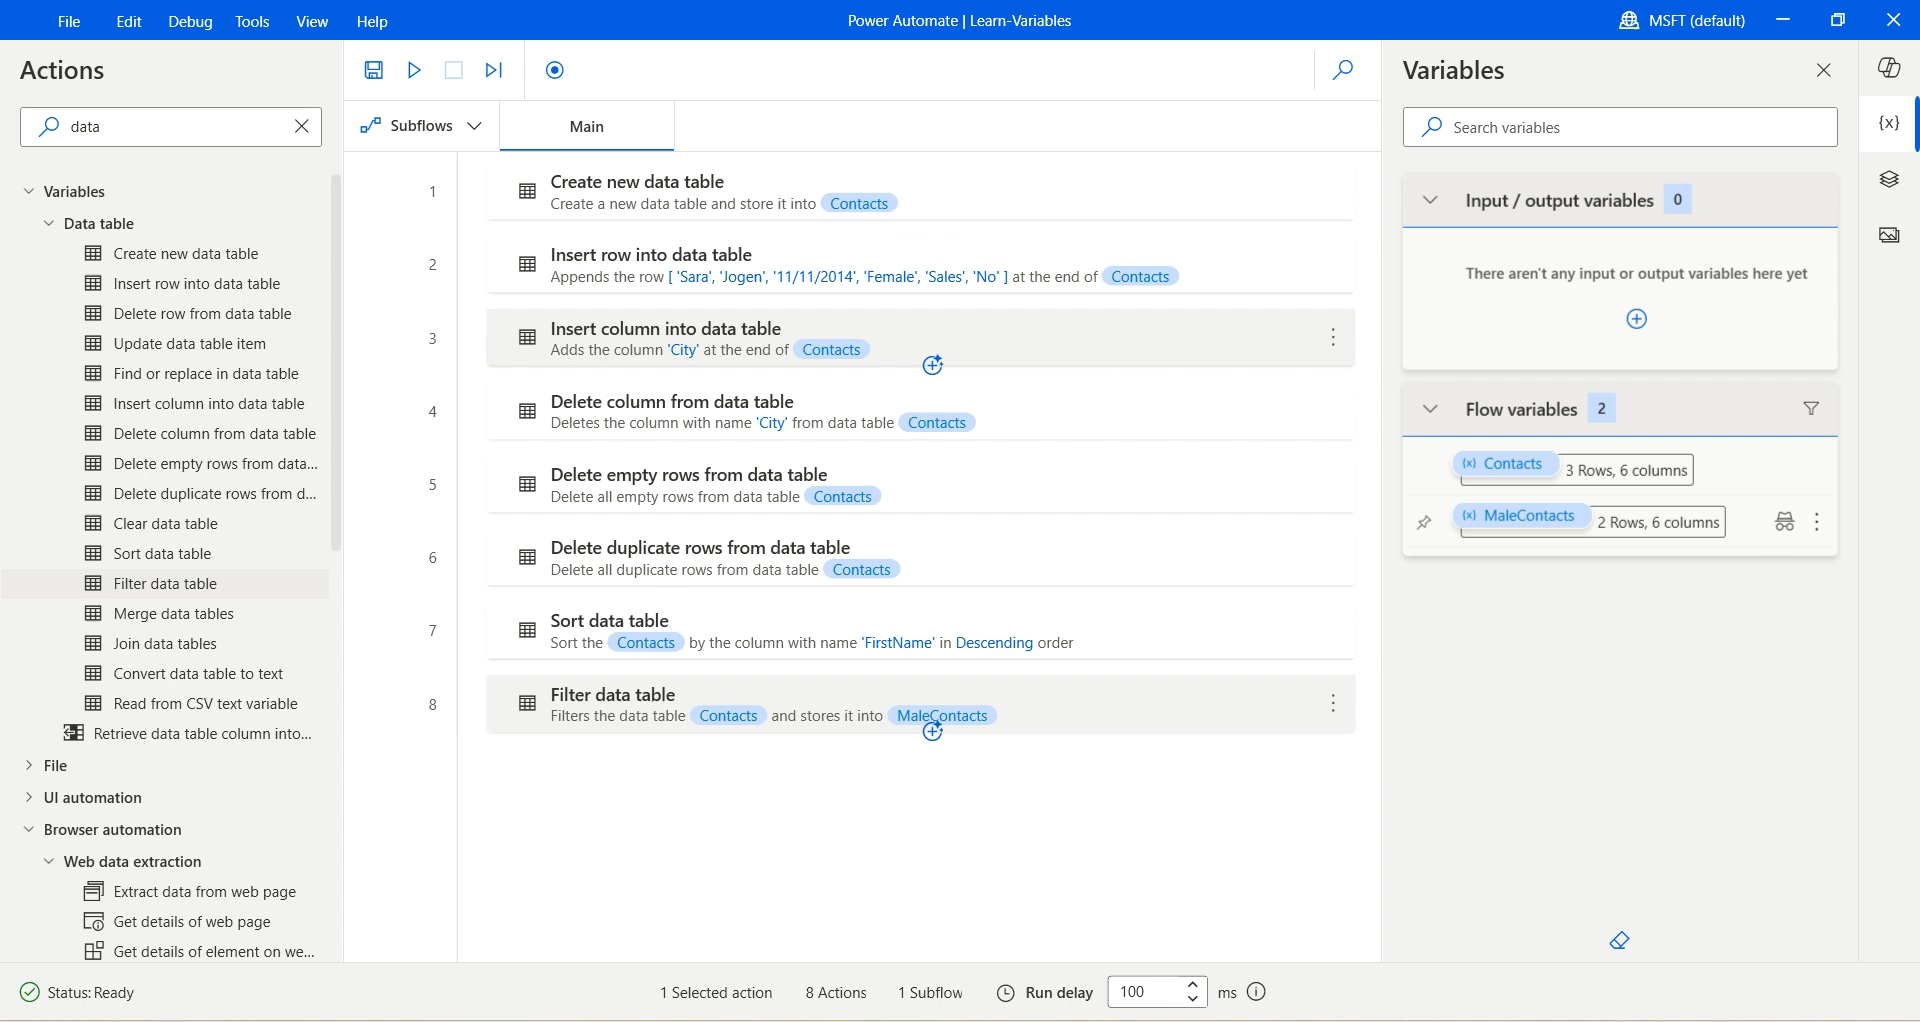 File Edit Debug Tools View Help
Power Automate | Learn-Variables
MSFT (default)
Actions
data
Variables
Data table
Create new data table
Insert row into data table
Delete row from data table
Update data table item
Find or replace in data table
Insert column into data table
Delete column from data table
Delete empty rows from data...
Delete duplicate rows from d...
Clear data table
Sort data table
Filter data table
Merge data tables
Join data tables
Convert data table to text
Read from CSV text variable
Retrieve data table column into...
File
UI automation
Browser automation
Web data extraction
Extract data from web page
Get details of web page
Get details of element on we...
Subflows
Main
1
Create new data table
Create a new data table and store it into Contacts
2
Insert row into data table
Appends the row [ 'Sara', 'Jogen', '11/11/2014', 'Female', 'Sales', 'No' ] at the end of Contacts
3
Insert column into data table
Adds the column 'City' at the end of Contacts
4
Delete column from data table
Deletes the column with name 'City' from data table Contacts
5
Delete empty rows from data table
Delete all empty rows from data table Contacts
6
Delete duplicate rows from data table
Delete all duplicate rows from data table Contacts
7
Sort data table
Sort the Contacts by the column with name 'FirstName' in Descending order
8
Filter data table
Filters the data table Contacts and stores it into MaleContacts
Variables
Search variables
Input / output variables 0
There aren't any input or output variables here yet
Flow variables 2
(x) Contacts 3 Rows, 6 columns
(x) MaleContacts 2 Rows, 6 columns
{x}
Status: Ready
1 Selected action
8 Actions
1 Subflow
Run delay 100 ms